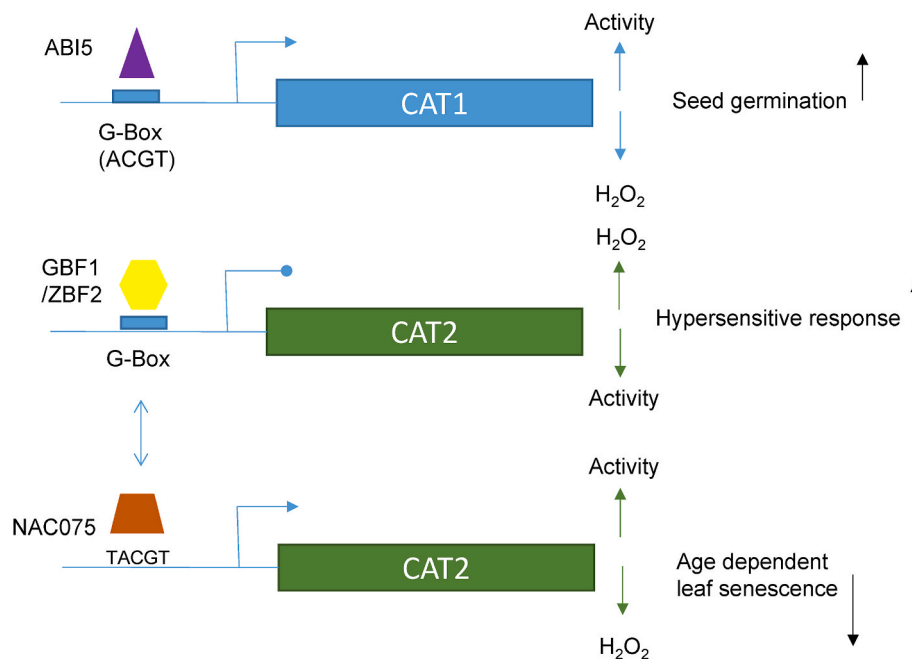 Activity
ABI5
CAT1
Seed germination
G-Box
(ACGT)
H₂O₂
H₂O₂
GBF1
/ZBF2
CAT2
Hypersensitive response
G-Box
Activity
Activity
NAC075
TACGT
CAT2
Age dependent
leaf senescence
H₂O₂